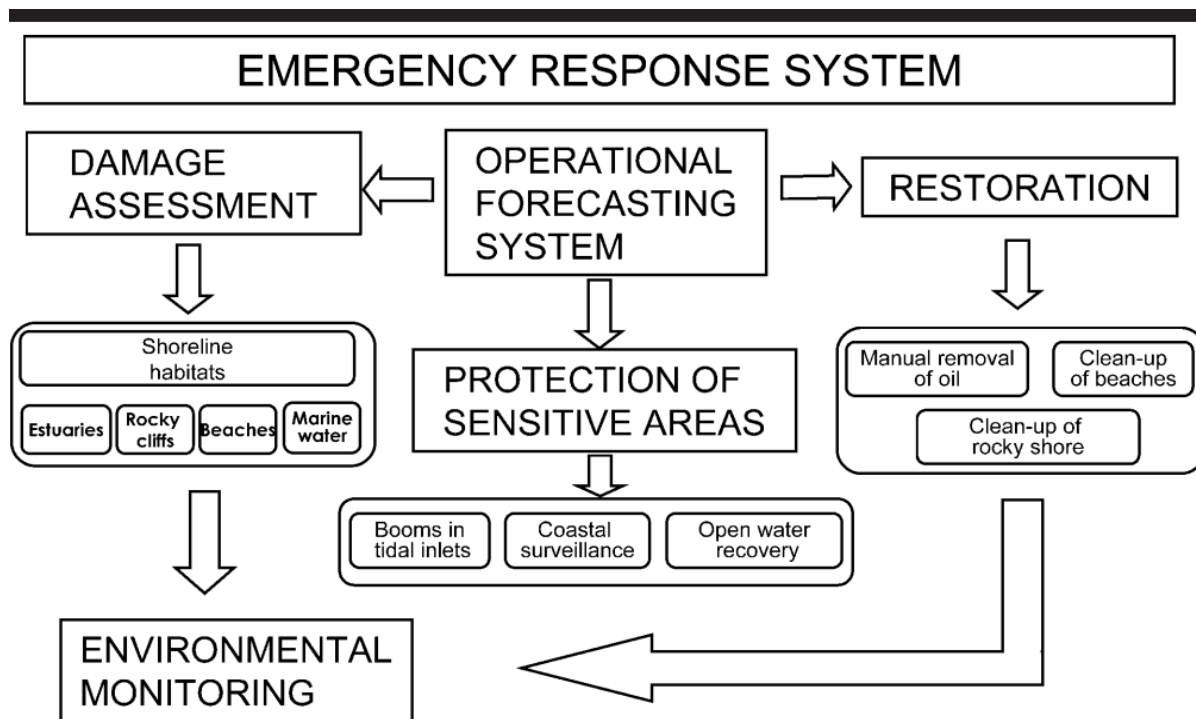 EMERGENCY RESPONSE SYSTEM
DAMAGE
ASSESSMENT
OPERATIONAL
FORECASTING
SYSTEM
RESTORATION
Shoreline
habitats
Estuaries
Rocky
cliffs
Beaches
Marine
water
PROTECTION OF
SENSITIVE AREAS
Manual removal
of oil
Clean-up
of beaches
Clean-up of
rocky shore
Booms in
tidal inlets
Coastal
surveillance
Open water
recovery
ENVIRONMENTAL
MONITORING